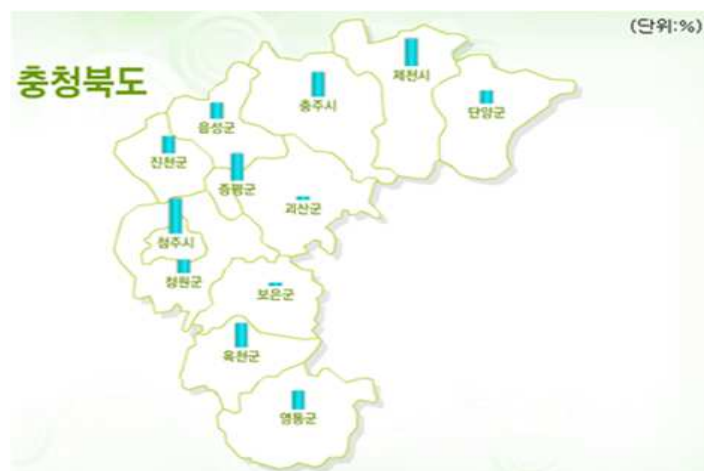 (단위:%)
충청북도
제천시
충주시
단양군
음성군
진천군
증평군
괴산군
청주시
청원군
보은군
옥천군
영동군